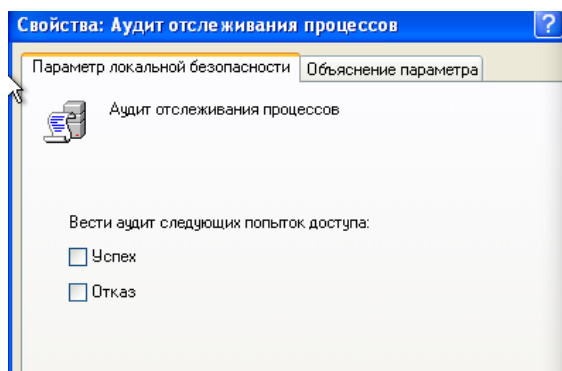 Свойства: Аудит отслеживания процессов
?
Параметр локальной безопасности
Объяснение параметра
Аудит отслеживания процессов
Вести аудит следующих попыток доступа:
Успех
Отказ